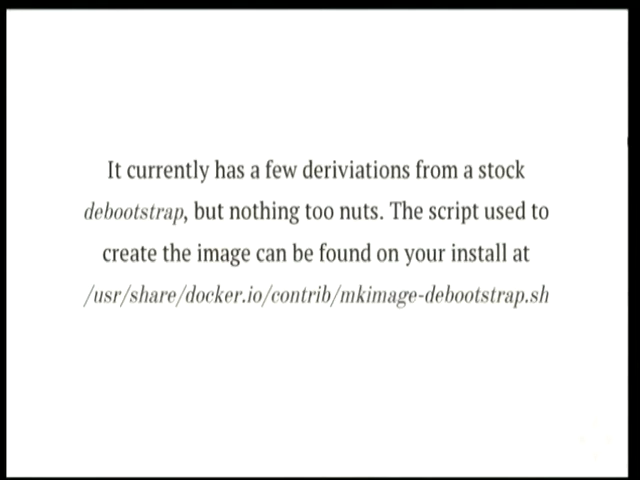 It currently has a few deriviations from a stock
debootstrap, but nothing too nuts. The script used to
create the image can be found on your install at
/usr/share/docker.io/contrib/mkimage-debootstrap.sh